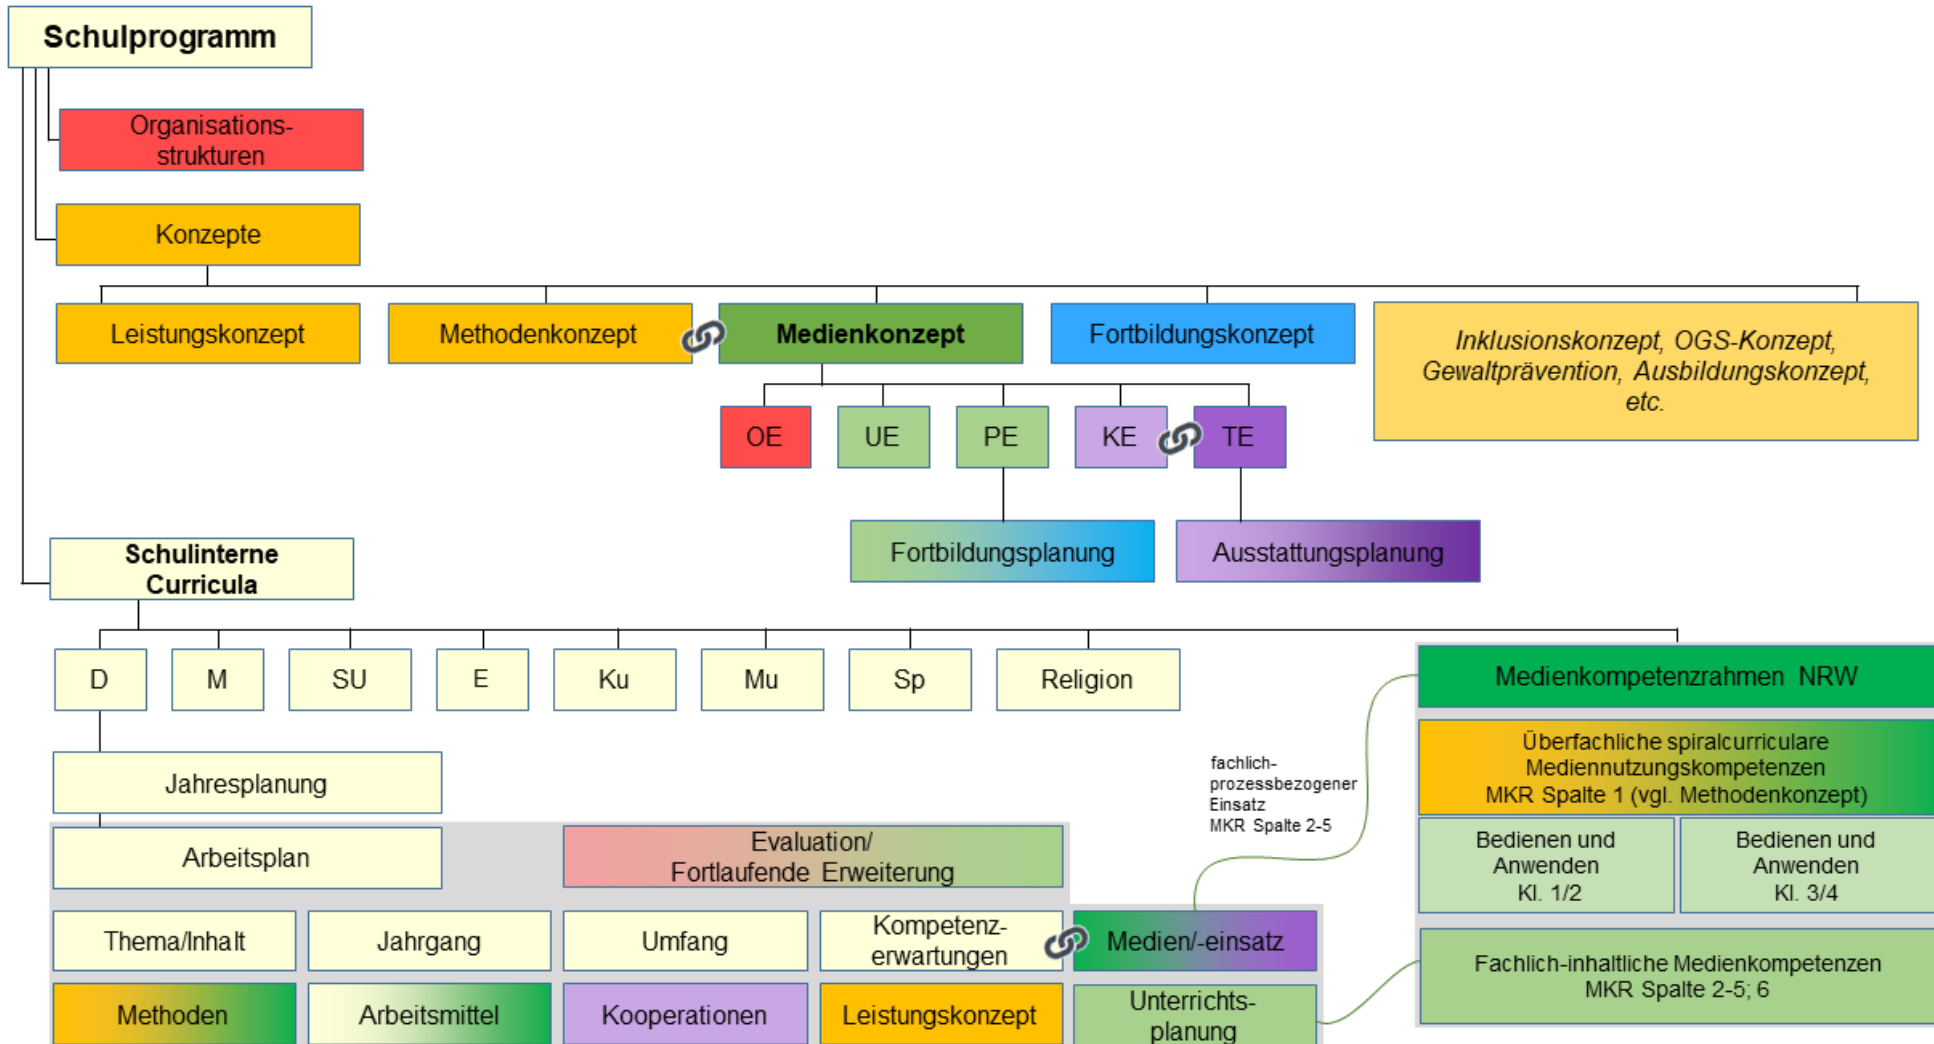 Schulprogramm
Organisations-
strukturen
Konzepte
Leistungskonzept
Methodenkonzept
Medienkonzept
Fortbildungskonzept
Inklusionskonzept, OGS-Konzept,
Gewaltprävention, Ausbildungskonzept,
etc.
OE
UE
PE
KE
TE
Fortbildungsplanung
Ausstattungsplanung
Schulinterne
Curricula
D
M
SU
E
Ku
Mu
Sp
Religion
Jahresplanung
Arbeitsplan
Evaluation/
Fortlaufende Erweiterung
Thema/Inhalt
Jahrgang
Umfang
Kompetenz-
erwartungen
Medien/-einsatz
Methoden
Arbeitsmittel
Kooperationen
Leistungskonzept
Unterrichts-
planung
fachlich-
prozessbezogener
Einsatz
MKR Spalte 2-5
Medienkompetenzrahmen NRW
Überfachliche spiralcurriculare
Mediennutzungskompetenzen
MKR Spalte 1 (vgl. Methodenkonzept)
Bedienen und
Anwenden
Kl. 1/2
Bedienen und
Anwenden
Kl. 3/4
Fachlich-inhaltliche Medienkompetenzen
MKR Spalte 2-5; 6